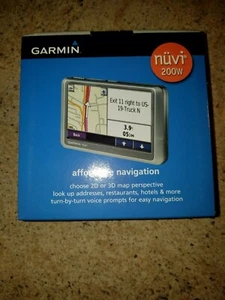 GARMIN
nüvi
200W
Exit 11 right to US-
19-Truck N
3.9
affordable navigation
choose 2D or 3D map perspective
look up addresses, restaurants, hotels & more
turn-by-turn voice prompts for easy navigation